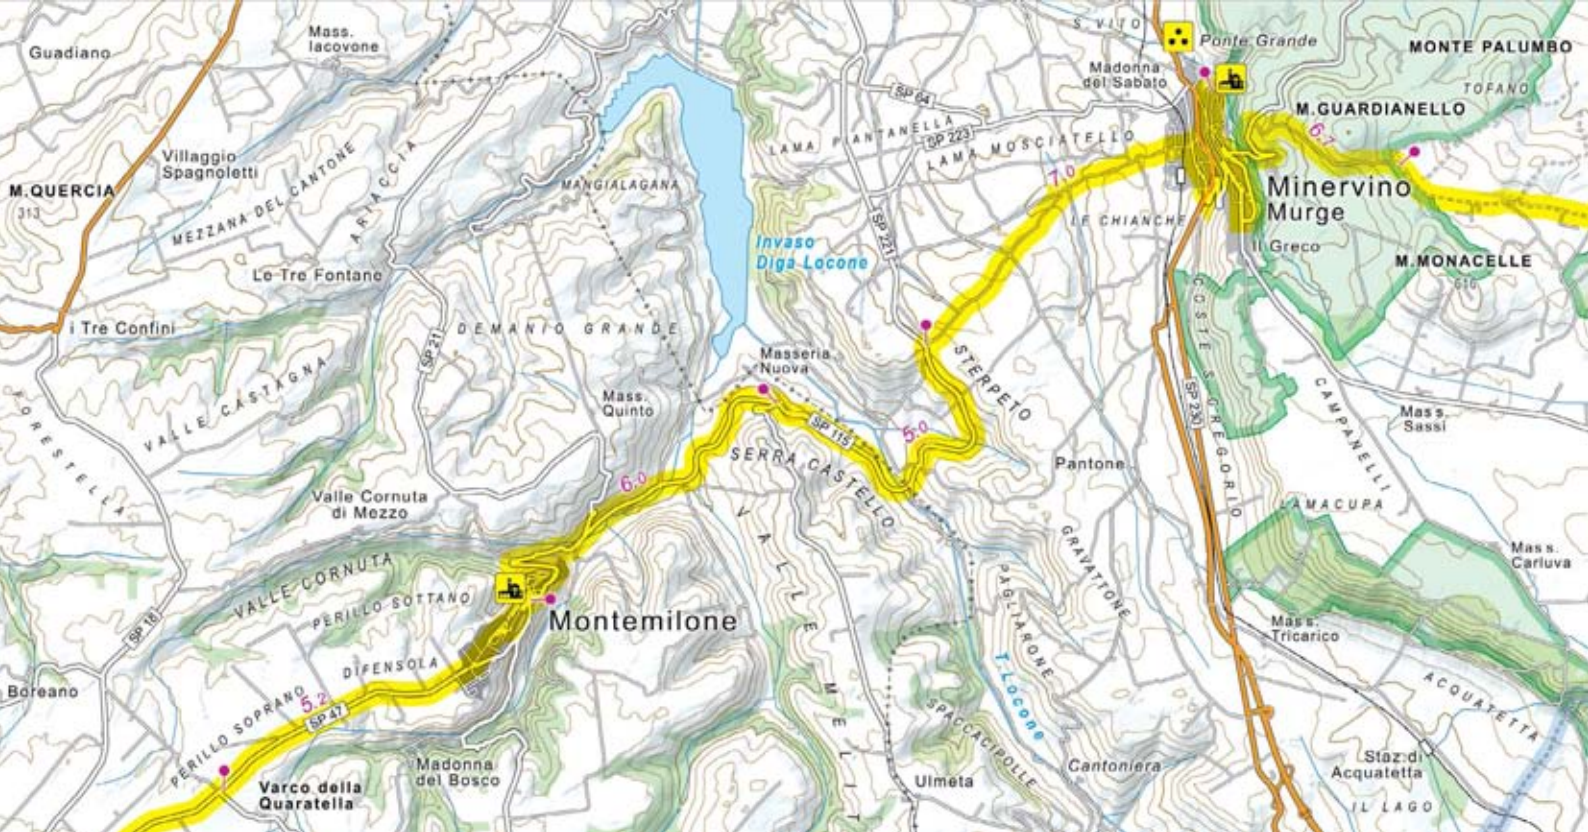 S. VITO
Ponte Grande
MONTE PALUMBO
Mass.
Iacovone
Guadiano
Madonna
del Sabato
TOFANO
SP 64
M.GUARDIANELLO
6.7
LAMA PIANTANELLA
SP 223
LAMA MOSCIATELLO
Villaggio
Spagnoletti
M.QUERCIA
313
MEZZANA DEL CANTONE
ARTACCIA
MANGIALAGANA
7.0
Minervino
Murge
LE CHIANCHE
SP 221
Invaso
Diga Locone
Il Greco
M.MONACELLE
Le Tre Fontane
i Tre Confini
DEMANIO GRANDE
SP 21
COSTE S. GREGORIO
Masseria
Nuova
STERPETO
VALLE CASTAGNA
FORESTELLA
Mass.
Quinto
SP 230
CAMPANELLI
Mass.
Sassi
SP 115
5.0
SERRA CASTELLO
Pantone
6.0
Valle Cornuta
di Mezzo
LAMACUPA
VALLE MELIT
GRAVATTONE
Mass.
Carluva
VALLE CORNUTA
PERILLO SOTTANO
PAGLIARONE
Montemilone
SP 18
Mass.
Tricarico
DIFENSOLA
T. Locone
Boreano
PERILLO SOPRANO
5.2
SP 47
ACQUATETTA
SPACCACIPOLLE
Madonna
del Bosco
Ulmeta
Cantoniera
Staz. di
Acquatetta
Varco della
Quaratella
IL LAGO